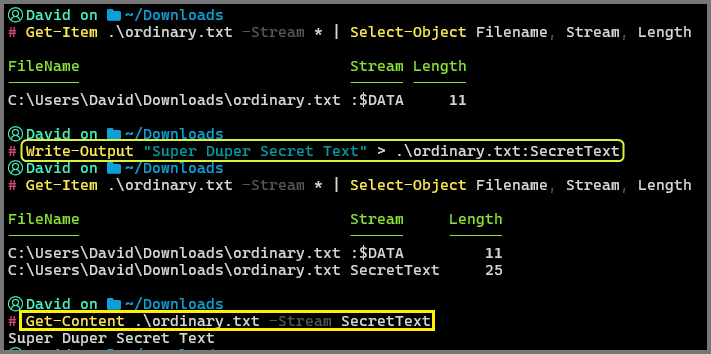 David on ~/Downloads
# Get-Item .\ordinary.txt -Stream * | Select-Object Filename, Stream, Length
FileName Stream Length
C:\Users\David\Downloads\ordinary.txt :$DATA 11
David on ~/Downloads
# Write-Output "Super Duper Secret Text" > .\ordinary.txt:SecretText
David on ~/Downloads
# Get-Item .\ordinary.txt -Stream * | Select-Object Filename, Stream, Length
FileName Stream Length
C:\Users\David\Downloads\ordinary.txt :$DATA 11
C:\Users\David\Downloads\ordinary.txt SecretText 25
David on ~/Downloads
# Get-Content .\ordinary.txt -Stream SecretText
Super Duper Secret Text